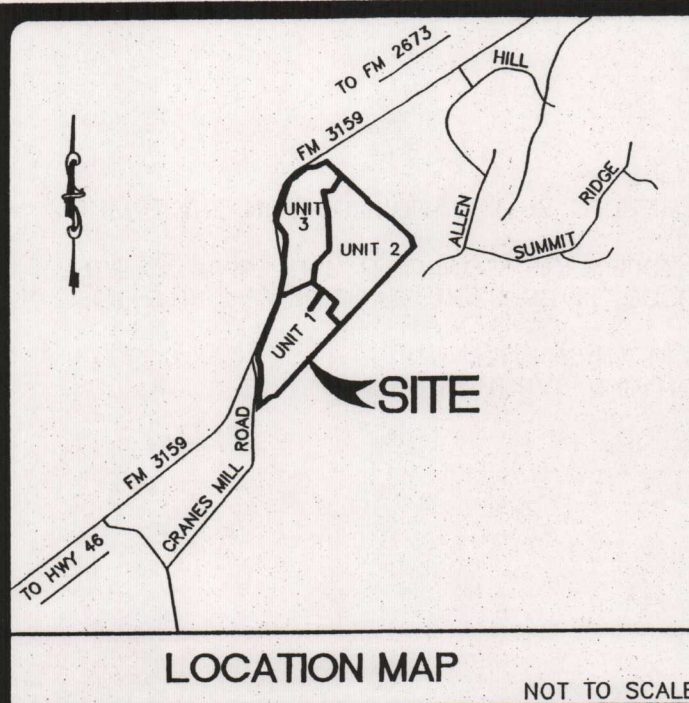 TO FM 2673
HILL
FM 3159
UNIT
3
RIDGE
ALLEN
SUMMIT
UNIT 2
UNIT 1
SITE
FM 3159
CRANES MILL ROAD
TO HWY 46
LOCATION MAP
NOT TO SCALE